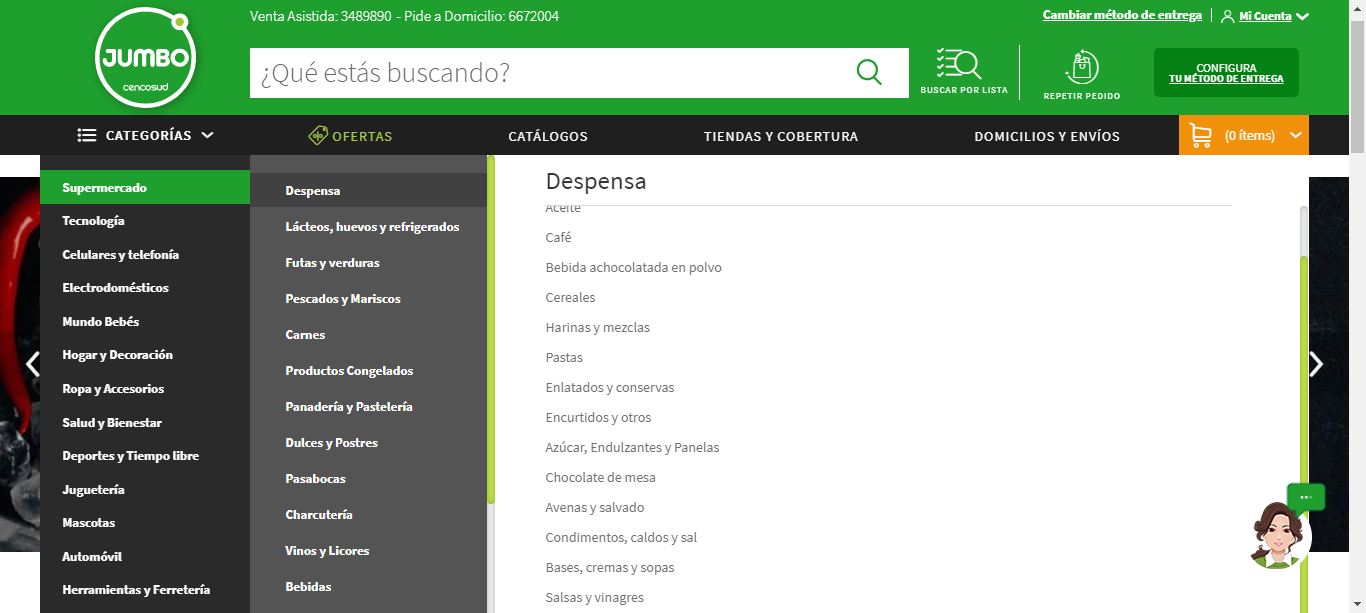 Venta Asistida: 3489890 - Pide a Domicilio: 6672004
Cambiar método de entrega
Mi Cuenta
JUMBO
cencosud
¿Qué estás buscando?
BUSCAR POR LISTA
REPETIR PEDIDO
CONFIGURA
TU MÉTODO DE ENTREGA
CATEGORÍAS
OFERTAS
CATÁLOGOS
TIENDAS Y COBERTURA
DOMICILIOS Y ENVÍOS
(0 ítems)
Supermercado
Tecnología
Celulares y telefonía
Electrodomésticos
Mundo Bebés
Hogar y Decoración
Ropa y Accesorios
Salud y Bienestar
Deportes y Tiempo libre
Juguetería
Mascotas
Automóvil
Herramientas y Ferretería
Despensa
Lácteos, huevos y refrigerados
Futas y verduras
Pescados y Mariscos
Carnes
Productos Congelados
Panadería y Pastelería
Dulces y Postres
Pasabocas
Charcutería
Vinos y Licores
Bebidas
Despensa
Aceite
Café
Bebida achocolatada en polvo
Cereales
Harinas y mezclas
Pastas
Enlatados y conservas
Encurtidos y otros
Azúcar, Endulzantes y Panelas
Chocolate de mesa
Avenas y salvado
Condimentos, caldos y sal
Bases, cremas y sopas
Salsas y vinagres